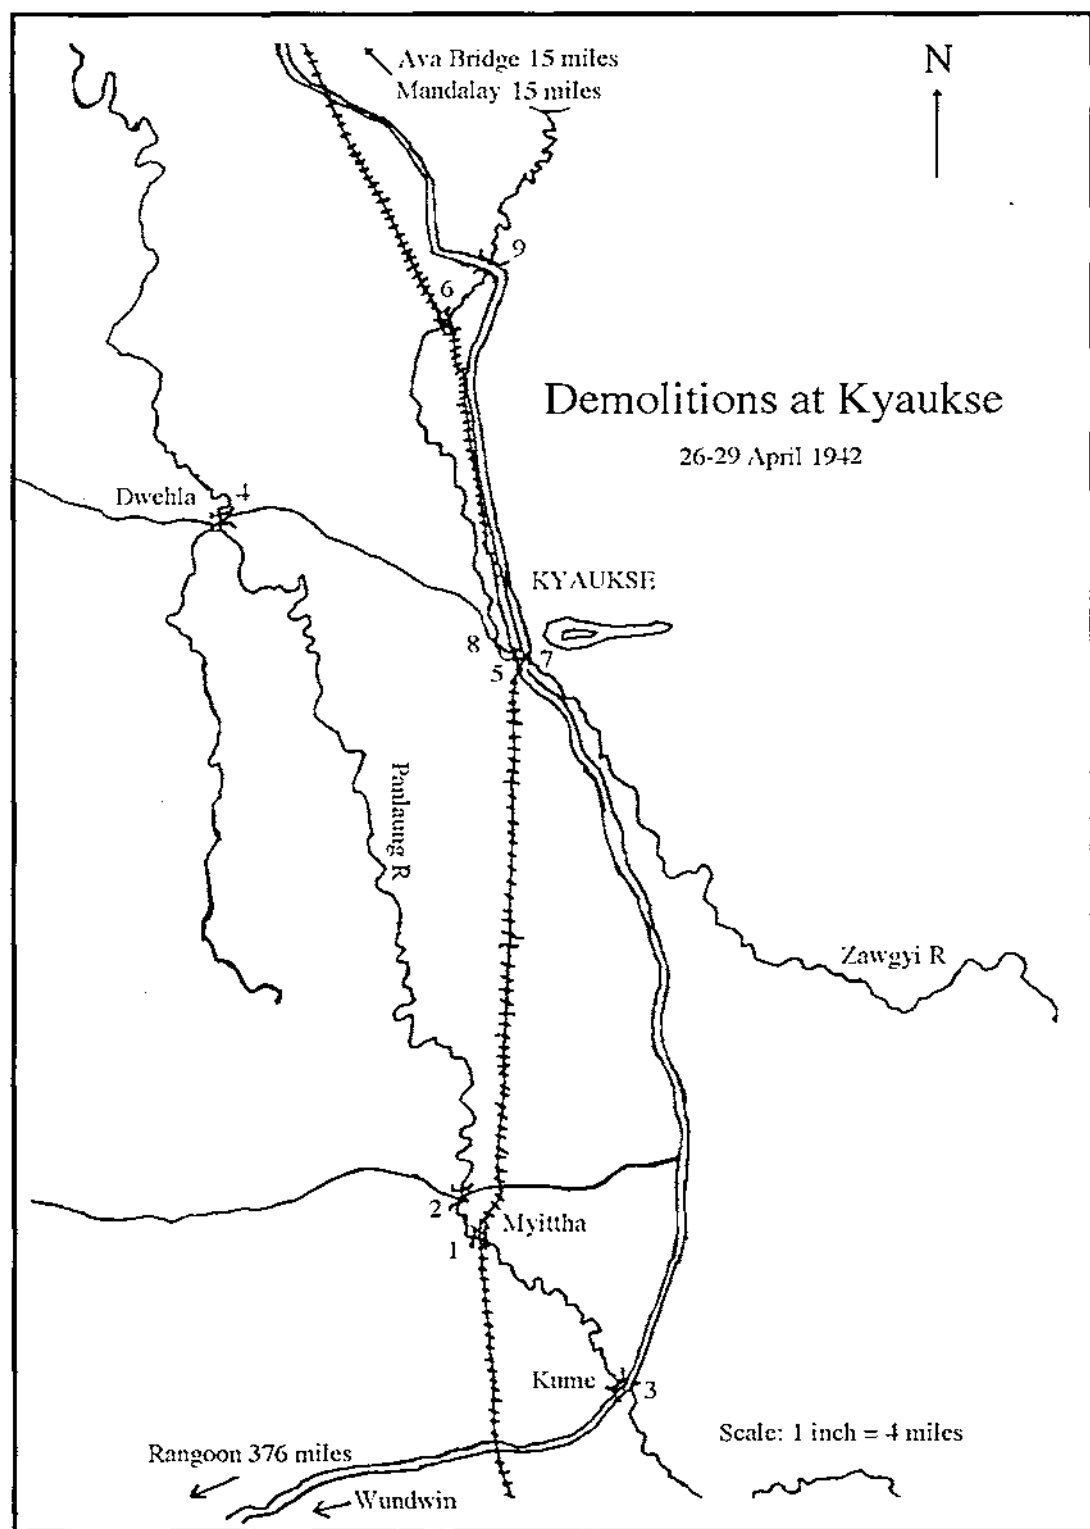 Ava Bridge 15 miles
Mandalay 15 miles
N
9
6
Demolitions at Kyaukse
26-29 April 1942
Dwehla
4
KYAUKSE
8
5
7
Panlaung R
Zawgyi R
2
Myittha
1
Kume
3
Scale: 1 inch = 4 miles
Rangoon 376 miles
Wundwin